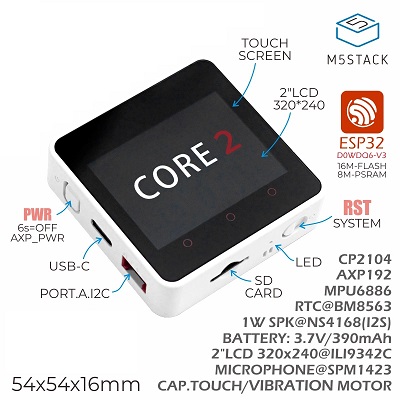 TOUCH
SCREEN
M5STACK
2"LCD
320*240
ESP32
D0WDQ6-V3
16M-FLASH
8M-PSRAM
CORE 2
PWR
6s=OFF
AXP_PWR
RST
SYSTEM
USB-C
LED
PORT.A.I2C
SD
CARD
CP2104
AXP192
MPU6886
RTC@BM8563
1W SPK@NS4168(I2S)
BATTERY: 3.7V/390mAh
2"LCD 320x240@ILI9342C
MICROPHONE@SPM1423
CAP.TOUCH/VIBRATION MOTOR
54x54x16mm